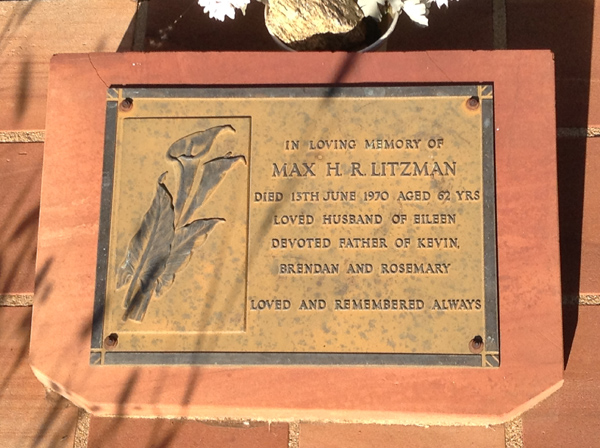 IN LOVING MEMORY OF
MAX H. R. LITZMAN
DIED 15TH JUNE 1970 AGED 62 YRS
LOVED HUSBAND OF EILEEN
DEVOTED FATHER OF KEVIN,
BRENDAN AND ROSEMARY
LOVED AND REMEMBERED ALWAYS